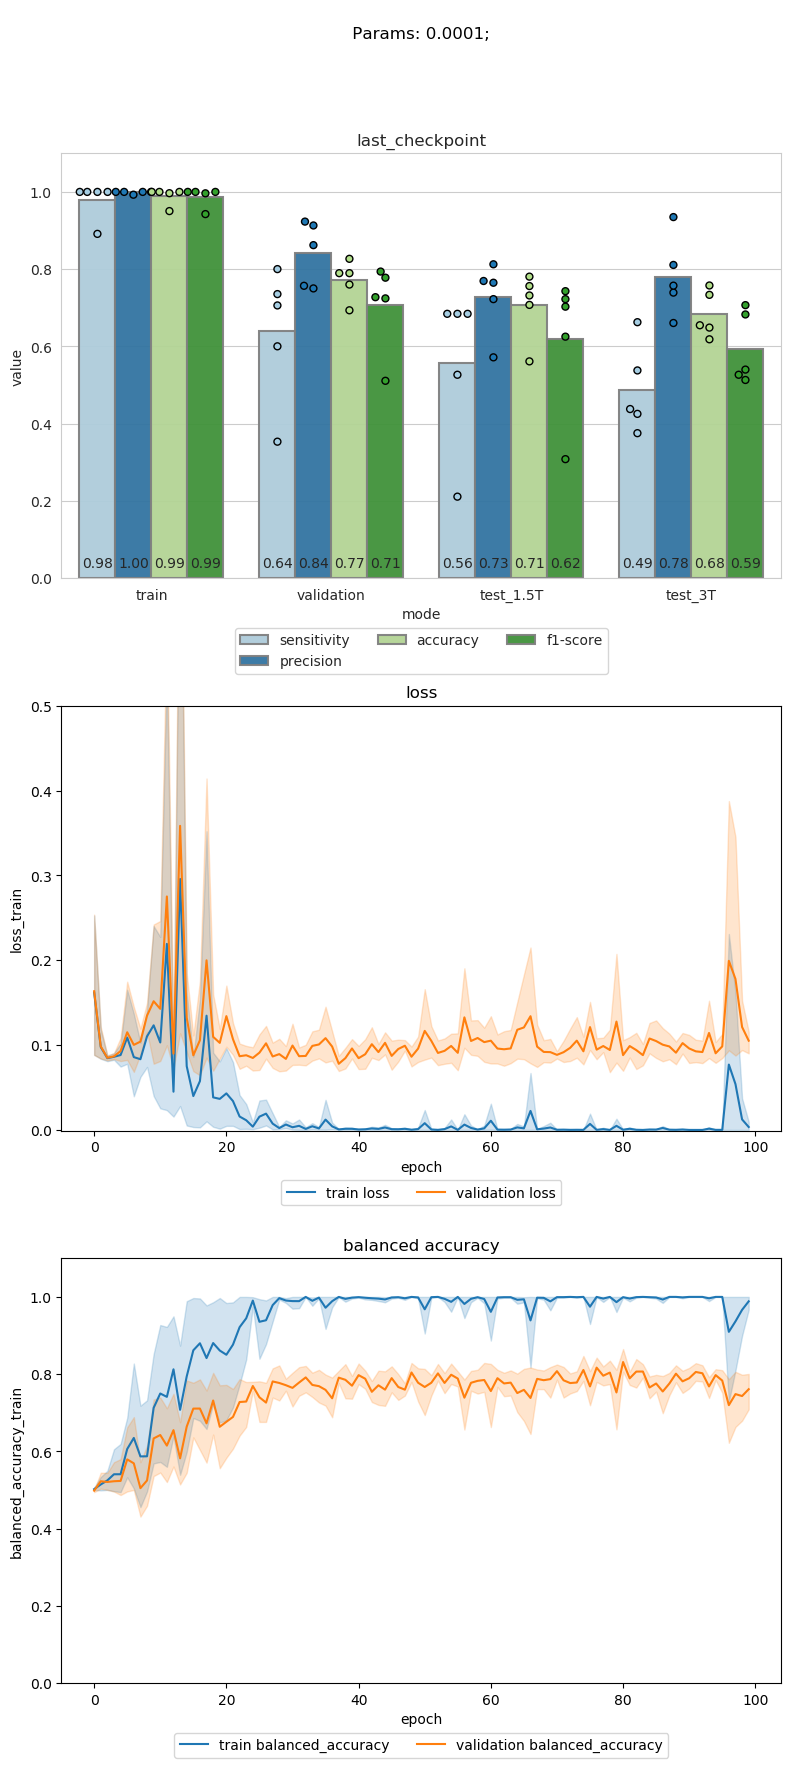 Params: 0.0001;
last_checkpoint
value
1.0
0.8
0.6
0.4
0.2
0.0
0.98 1.00 0.99 0.99 0.64 0.84 0.77 0.71 0.56 0.73 0.71 0.62 0.49 0.78 0.68 0.59
train validation test_1.5T test_3T
mode
sensitivity accuracy f1-score
precision
loss
loss_train
0.5
0.4
0.3
0.2
0.1
0.0
0 20 40 60 80 100
epoch
train loss validation loss
balanced accuracy
balanced_accuracy_train
1.0
0.8
0.6
0.4
0.2
0.0
0 20 40 60 80 100
epoch
train balanced_accuracy validation balanced_accuracy